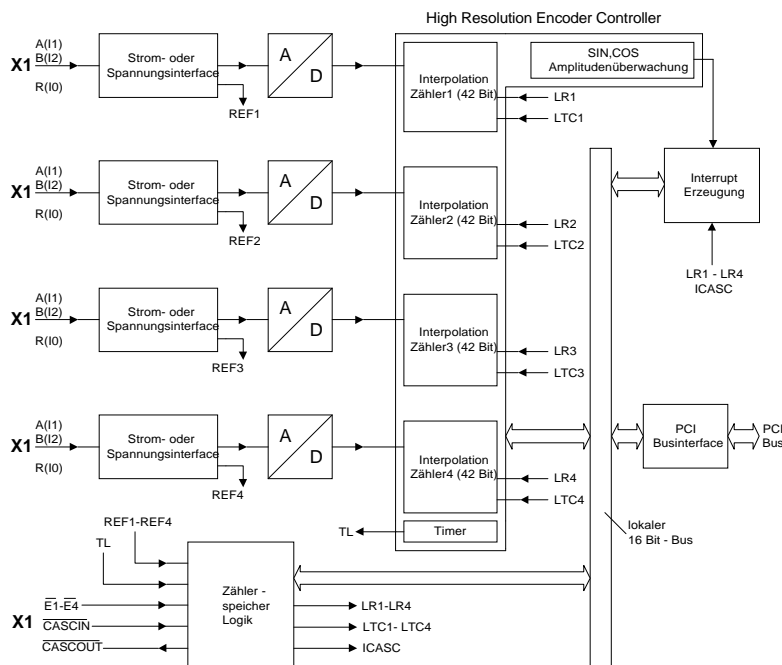 High Resolution Encoder Controller
A(I1)
X1 B(I2)
R(I0)
Strom- oder
Spannungsinterface
REF1
A
D
Interpolation
Zähler1 (42 Bit)
LR1
LTC1
SIN,COS
Amplitudenüberwachung
A(I1)
X1 B(I2)
R(I0)
Strom- oder
Spannungsinterface
REF2
A
D
Interpolation
Zähler2 (42 Bit)
LR2
LTC2
Interrupt
Erzeugung
LR1 - LR4
ICASC
A(I1)
X1 B(I2)
R(I0)
Strom- oder
Spannungsinterface
REF3
A
D
Interpolation
Zähler3 (42 Bit)
LR3
LTC3
A(I1)
X1 B(I2)
R(I0)
Strom- oder
Spannungsinterface
REF4
A
D
Interpolation
Zähler4 (42 Bit)
LR4
LTC4
PCI
Businterface
PCI
Bus
TL
Timer
lokaler
16 Bit - Bus
REF1-REF4
TL
E1-E4
X1 CASCIN
CASCOUT
Zähler -
speicher
Logik
LR1-LR4
LTC1- LTC4
ICASC